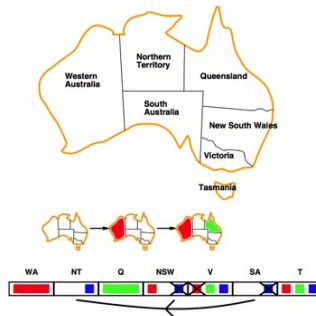 Northern
Territory
Western
Australia
Queensland
South
Australia
New South Wales
Victoria
Tasmania
WA NT Q NSW V SA T